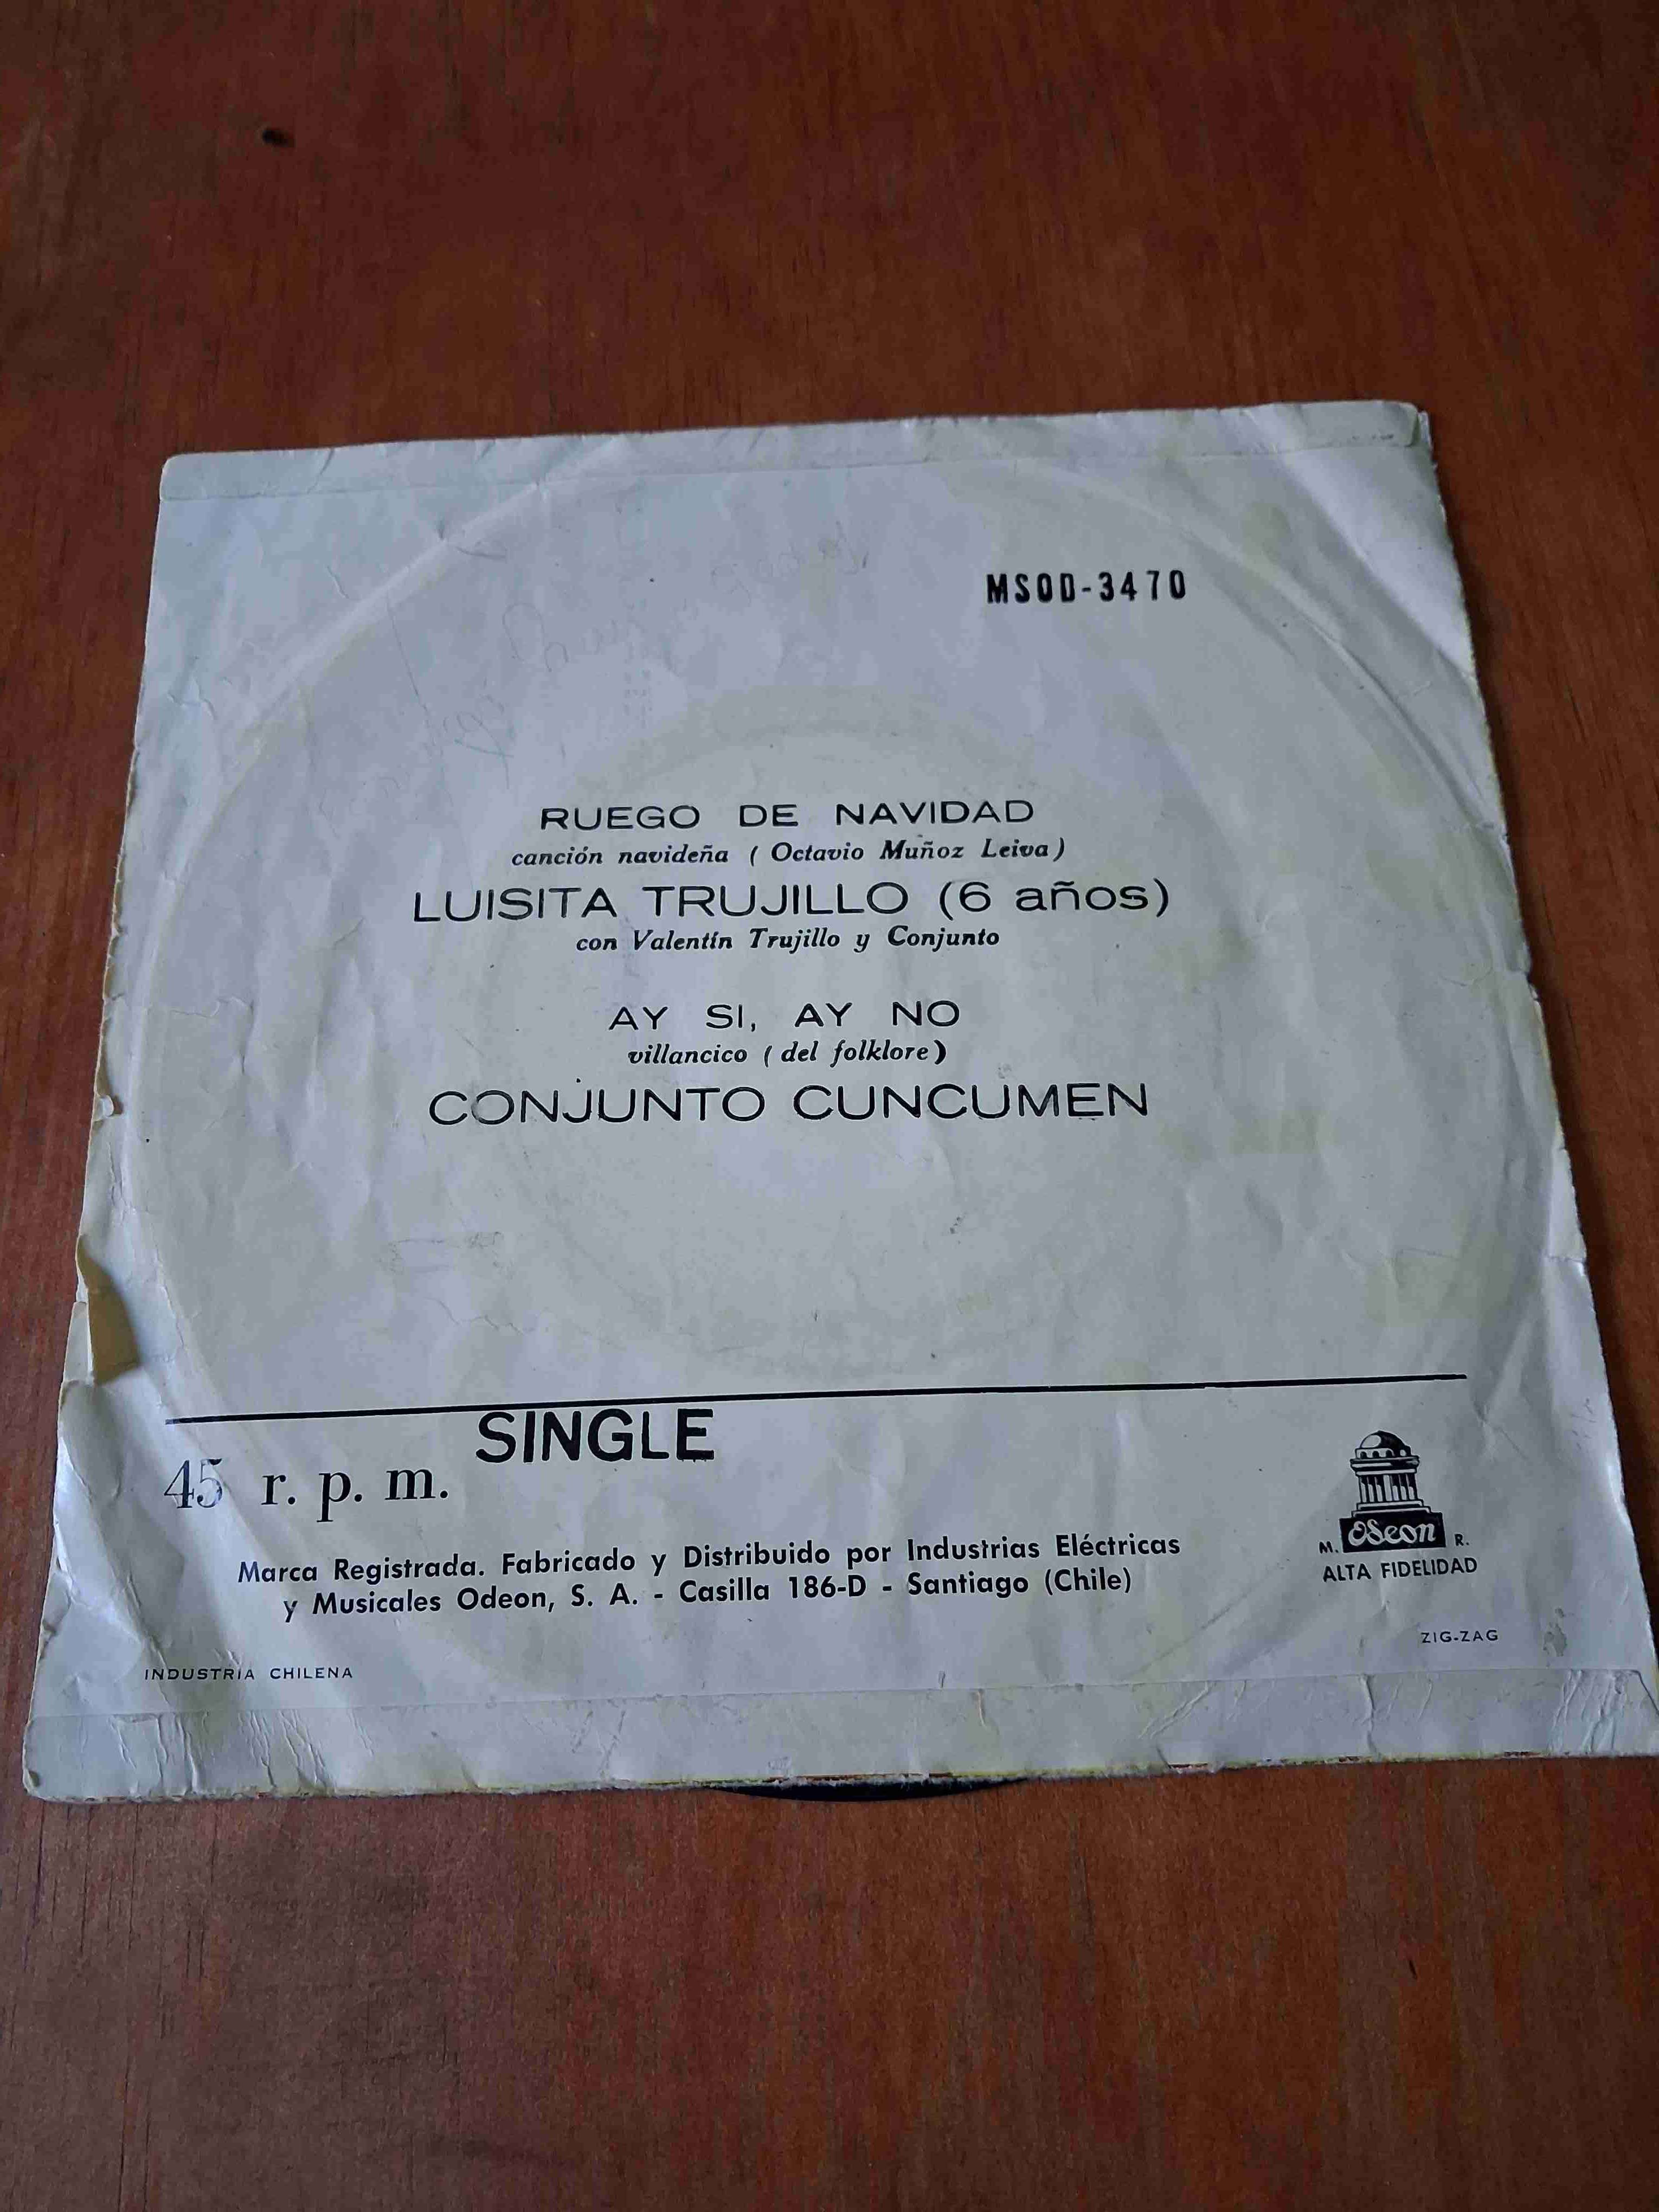 MSOD-3470
RUEGO DE NAVIDAD
canción navideña ( Octavio Muñoz Leiva )
LUISITA TRUJILLO (6 años)
con Valentín Trujillo y Conjunto
AY SI, AY NO
villancico ( del folklore )
CONJUNTO CUNCUMEN
SINGLE
45 r. p. m.
Marca Registrada. Fabricado y Distribuido por Industrias Eléctricas
y Musicales Odeon, S. A. - Casilla 186-D - Santiago (Chile)
M. Odeon R.
ALTA FIDELIDAD
ZIG-ZAG
INDUSTRIA CHILENA